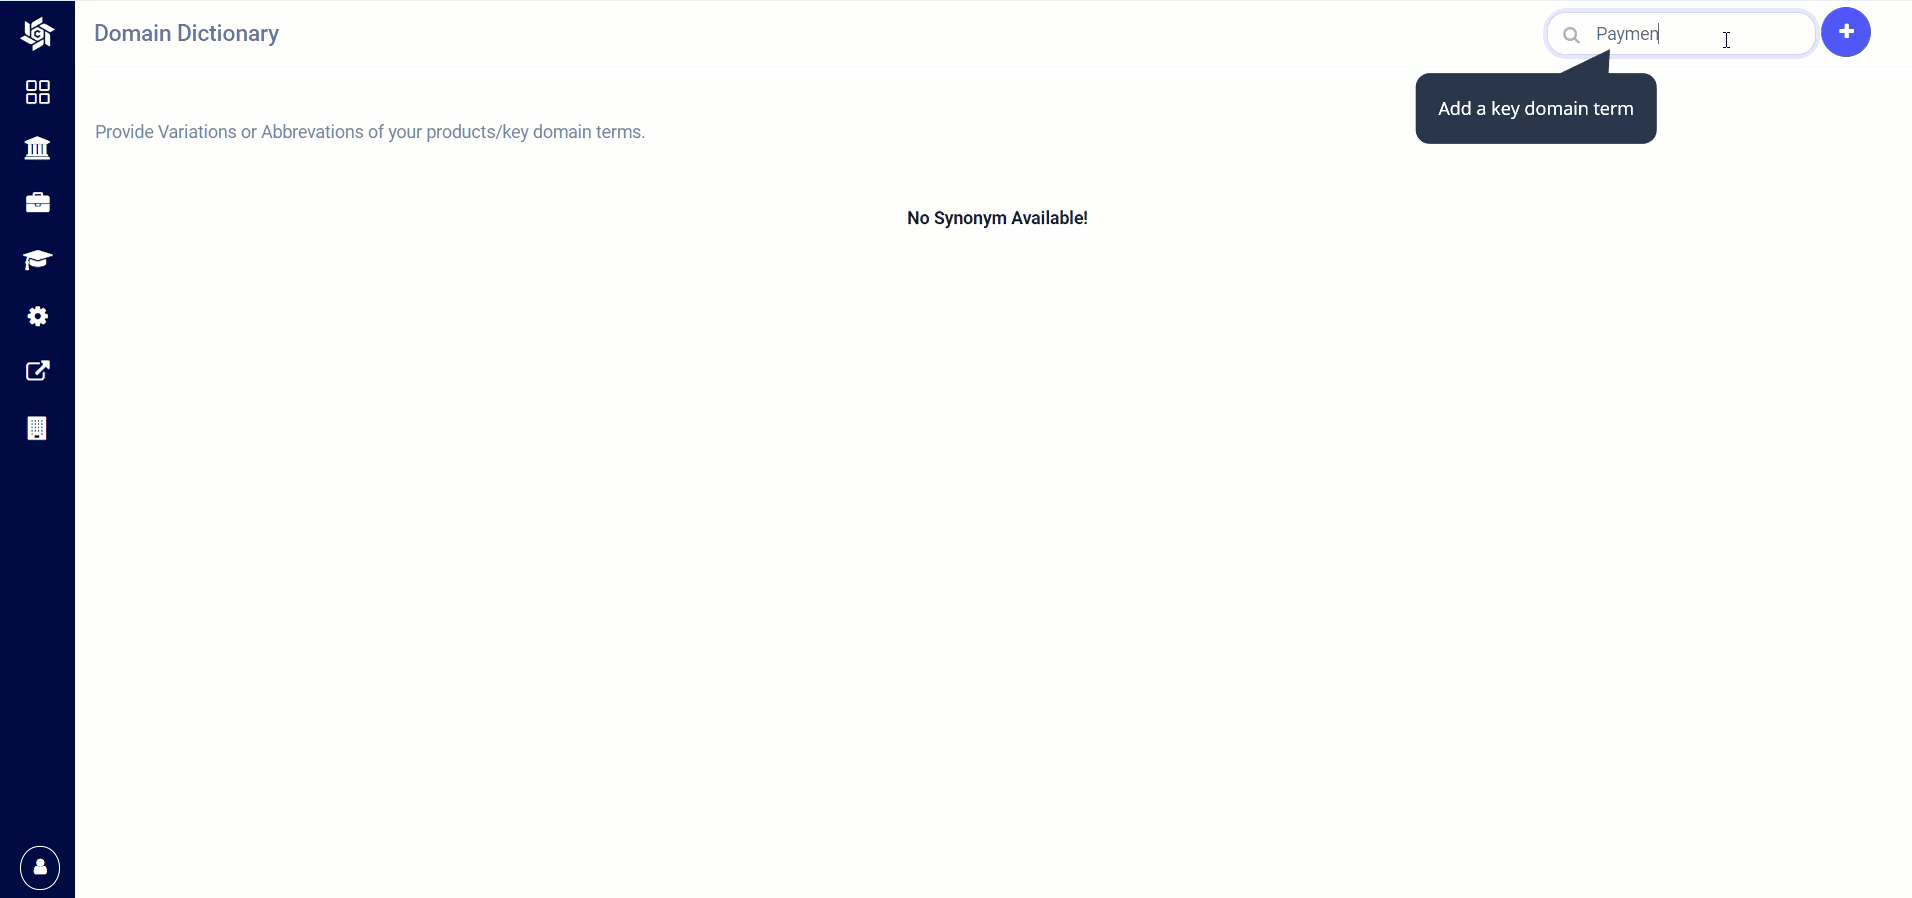 Domain Dictionary
Paymen
Add a key domain term
Provide Variations or Abbrevations of your products/key domain terms.
No Synonym Available!